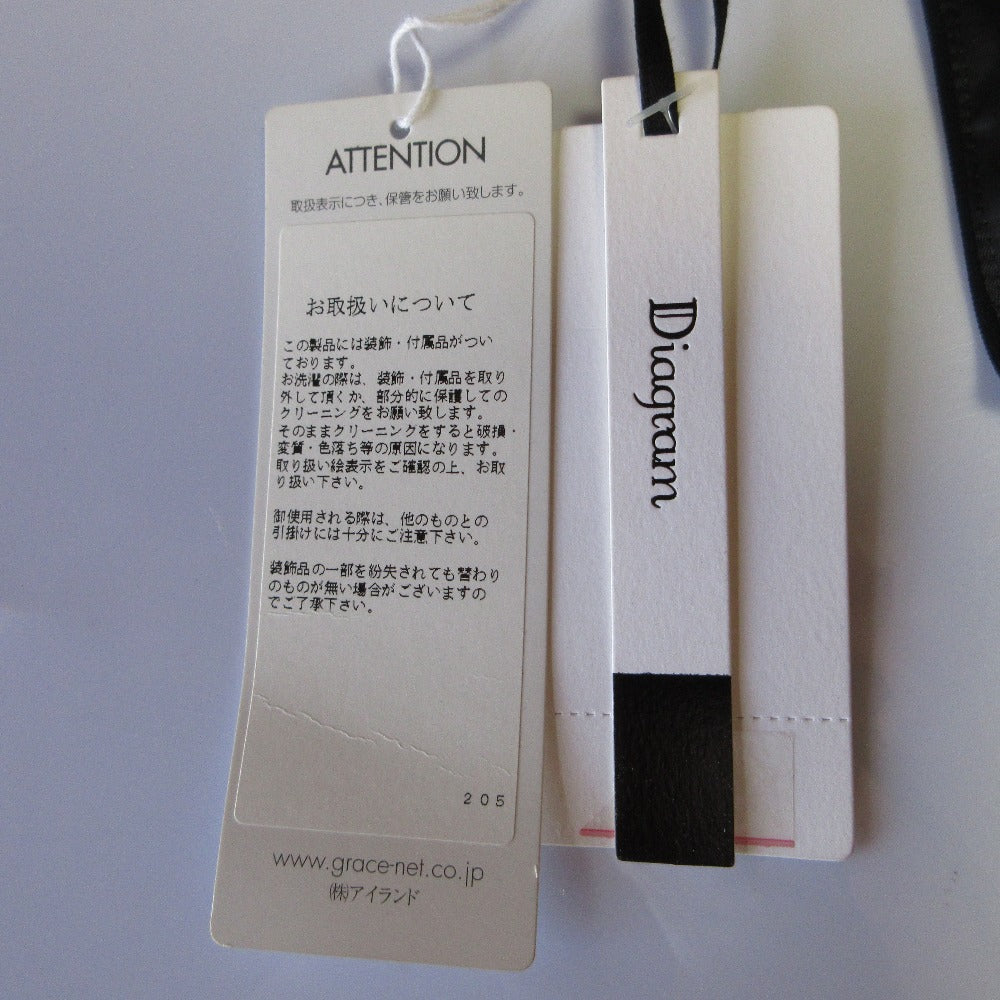 ATTENTION
取扱表示につき、保管をお願い致します。
お取扱いについて
この製品には装飾・付属品がつい
ております。
お洗濯の際は、装飾・付属品を取り
外して頂くか、部分的に保護しての
クリーニングをお願い致します。
そのままクリーニングをすると破損・
変質・色落ち等の原因になります。
取り扱い絵表示をご確認の上、お取
り扱い下さい。
御使用される際は、他のものとの
引掛けには十分にご注意下さい。
装飾品の一部を紛失されても替わり
のものが無い場合がございますの
でご了承下さい。
205
www.grace-net.co.jp
㈱アイランド
Diagram